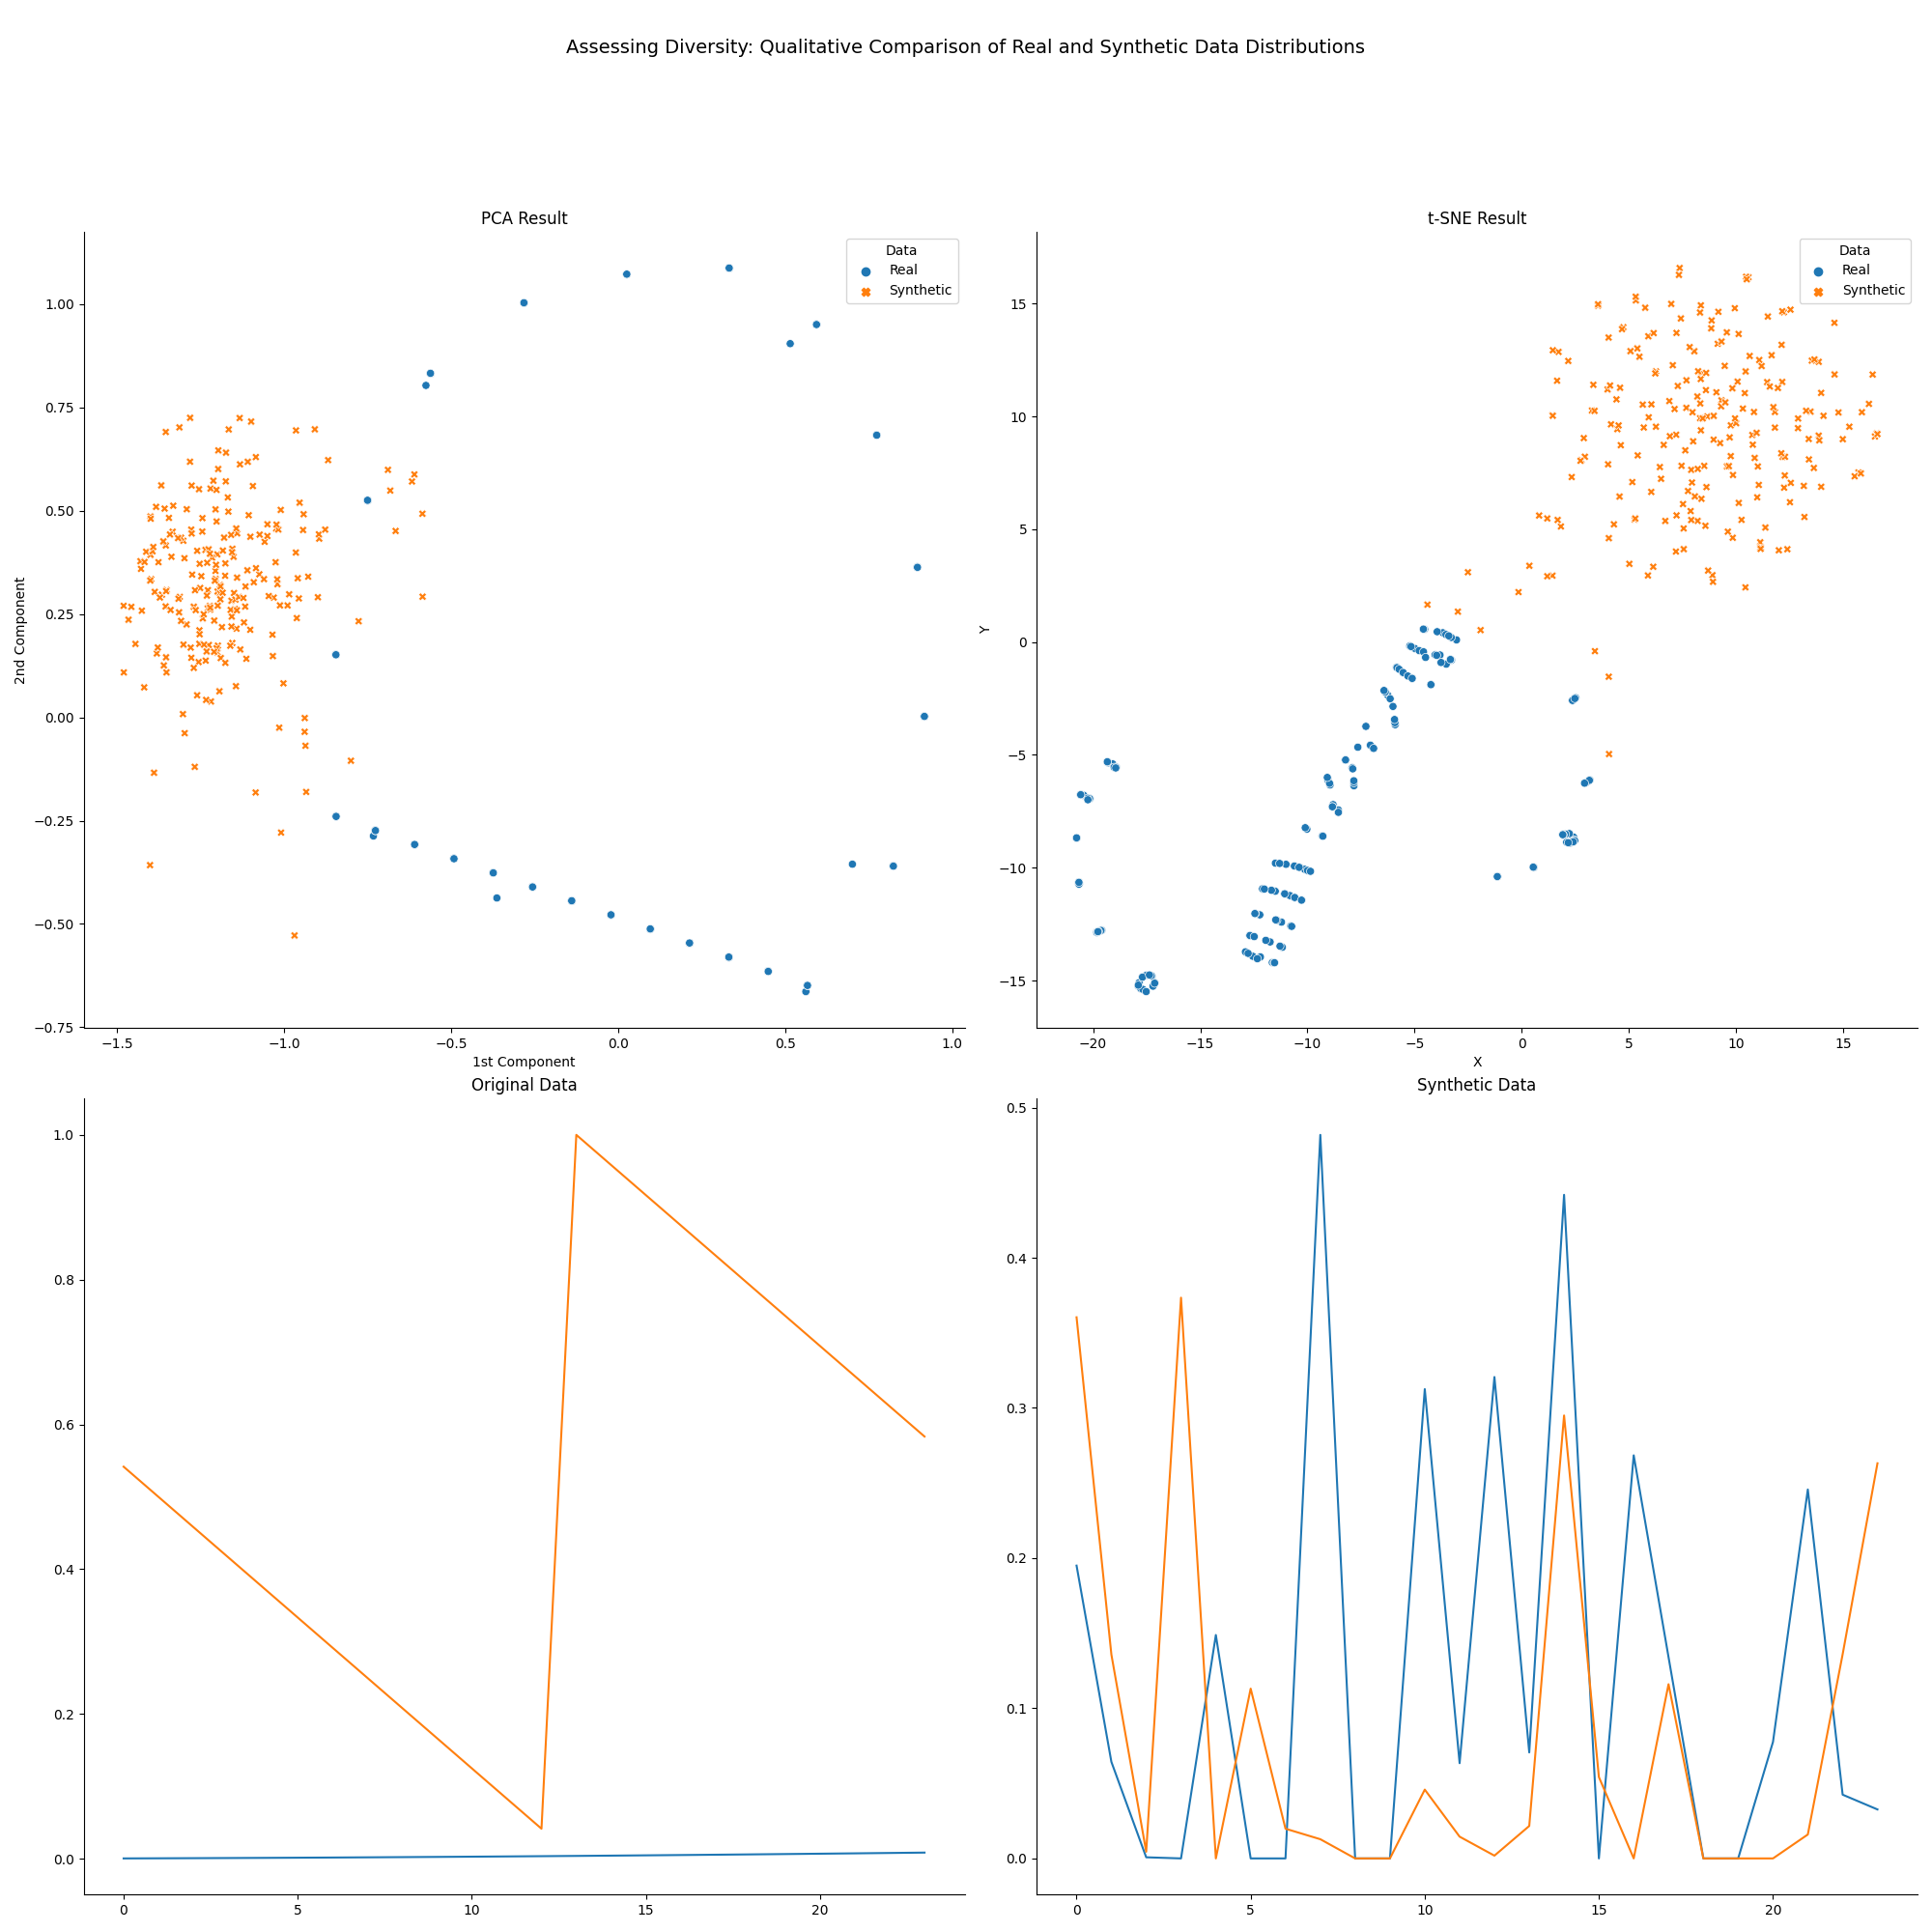 Assessing Diversity: Qualitative Comparison of Real and Synthetic Data Distributions
PCA Result
Data
Real
Synthetic
1.00
0.75
0.50
0.25
0.00
−0.25
−0.50
−0.75
2nd Component
−1.5 −1.0 −0.5 0.0 0.5 1.0
1st Component
t-SNE Result
Data
Real
Synthetic
15
10
5
0
−5
−10
−15
Y
−20 −15 −10 −5 0 5 10 15
X
Original Data
1.0
0.8
0.6
0.4
0.2
0.0
0 5 10 15 20
Synthetic Data
0.5
0.4
0.3
0.2
0.1
0.0
0 5 10 15 20